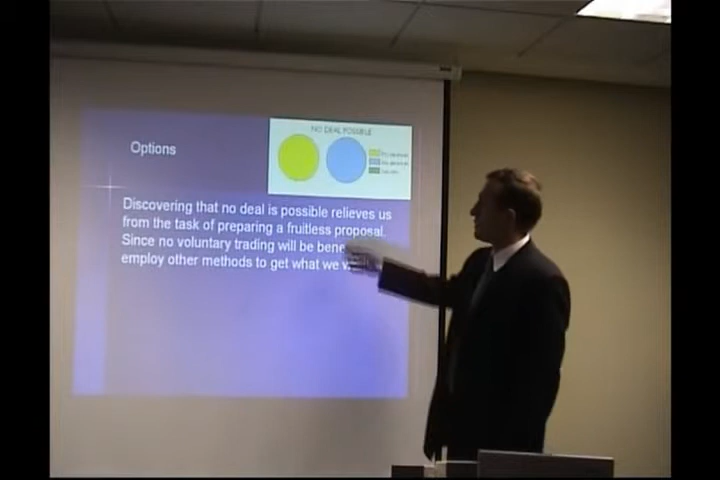 NO DEAL POSSIBLE
Options
Discovering that no deal is possible relieves us
from the task of preparing a fruitless proposal.
Since no voluntary trading will be
employ other methods to get what we